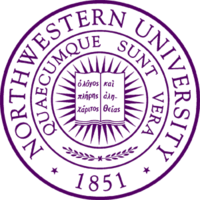 NORTHWESTERN UNIVERSITY
QUAECUMQUE SUNT VERA
ὁ λόγος καὶ
πλήρης ἀλη-
χάριτος θείας
1851